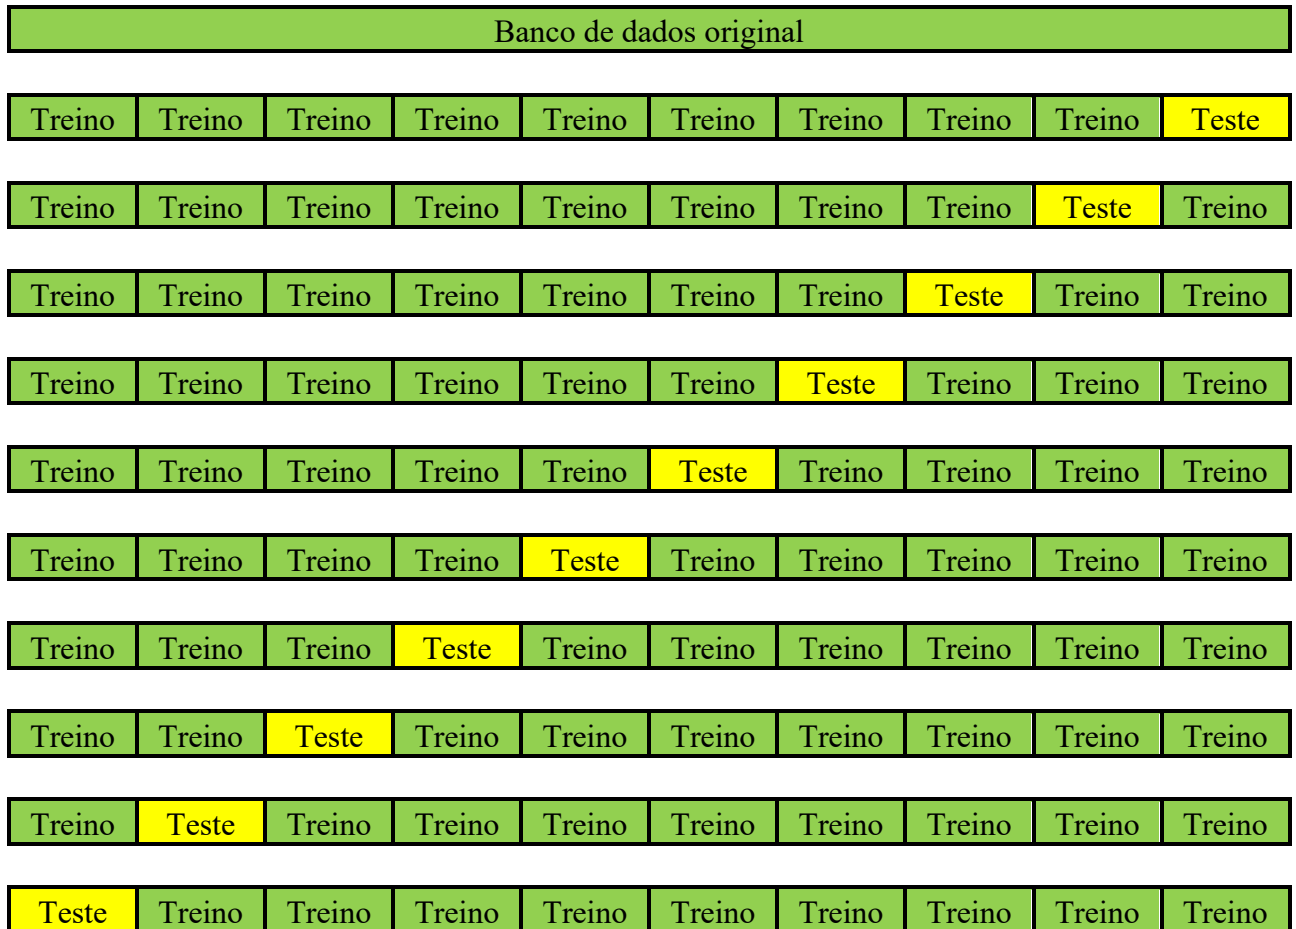 Banco de dados original
Treino Treino Treino Treino Treino Treino Treino Treino Treino Teste
Treino Treino Treino Treino Treino Treino Treino Treino Teste Treino
Treino Treino Treino Treino Treino Treino Treino Teste Treino Treino
Treino Treino Treino Treino Treino Treino Teste Treino Treino Treino
Treino Treino Treino Treino Treino Teste Treino Treino Treino Treino
Treino Treino Treino Treino Teste Treino Treino Treino Treino Treino
Treino Treino Treino Teste Treino Treino Treino Treino Treino Treino
Treino Treino Teste Treino Treino Treino Treino Treino Treino Treino
Treino Teste Treino Treino Treino Treino Treino Treino Treino Treino
Teste Treino Treino Treino Treino Treino Treino Treino Treino Treino